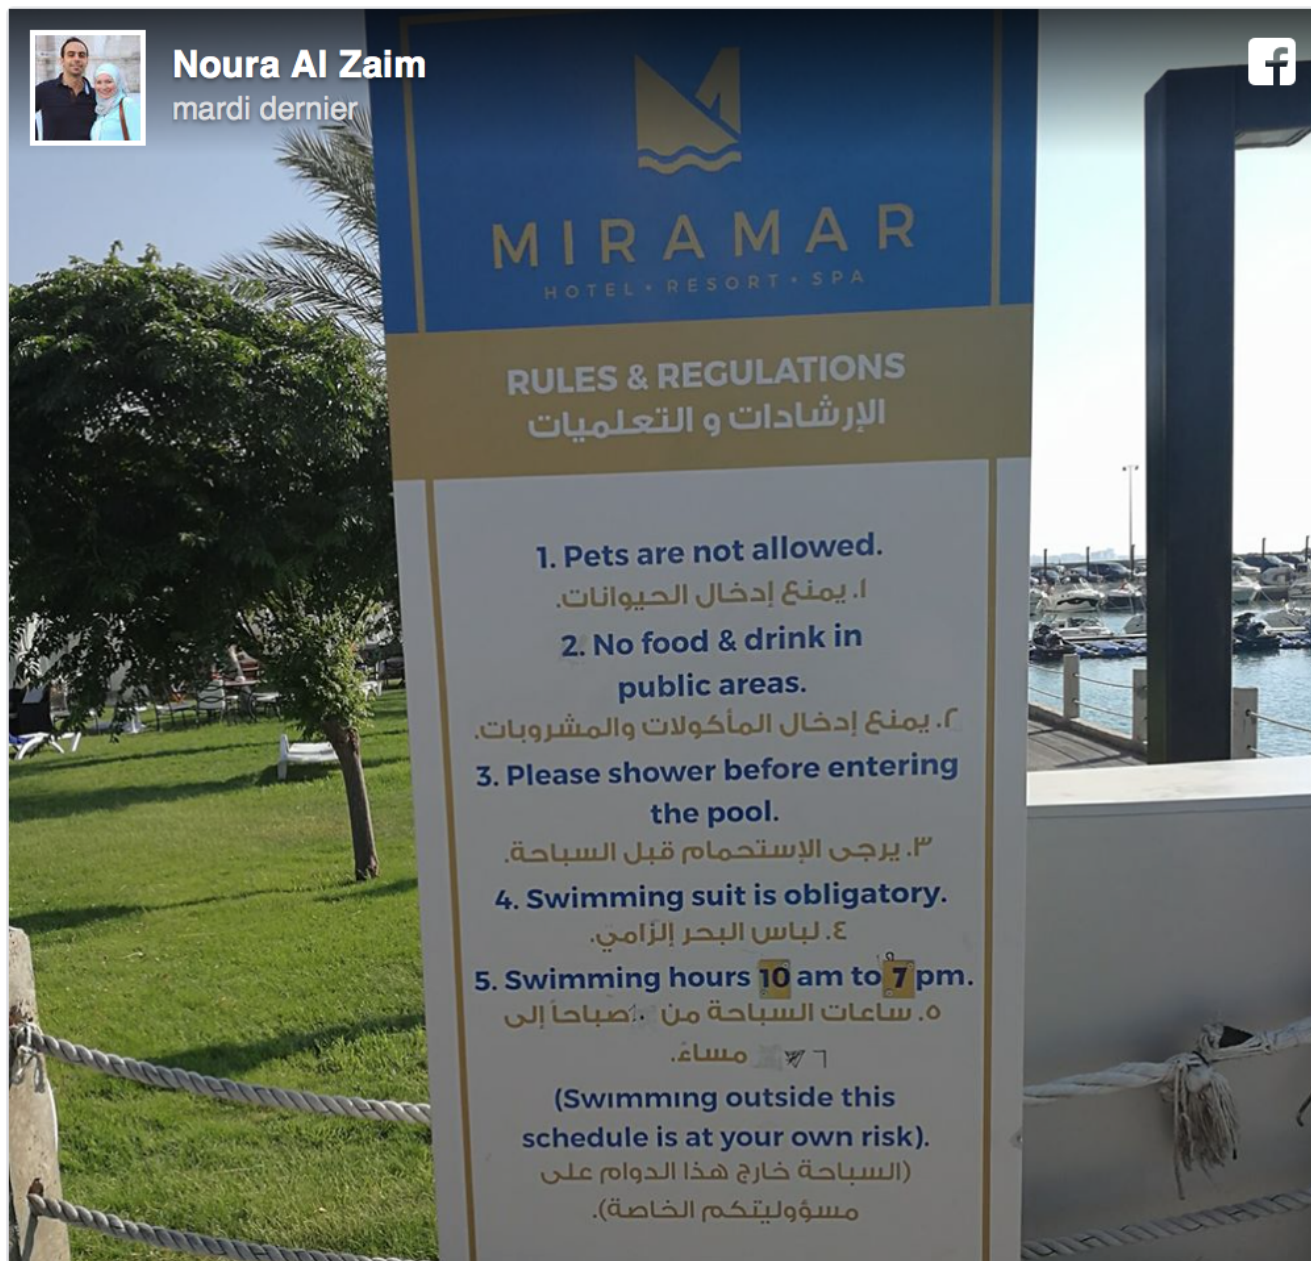 Noura Al Zaim
mardi dernier
MIRAMAR
HOTEL • RESORT • SPA
RULES & REGULATIONS
الإرشادات و التعلميات
1. Pets are not allowed.
١. يمنع إدخال الحيوانات.
2. No food & drink in
public areas.
٢. يمنع إدخال المأكولات والمشروبات.
3. Please shower before entering
the pool.
٣. يرجى الإستحمام قبل السباحة.
4. Swimming suit is obligatory.
٤. لباس البحر إلزامي.
5. Swimming hours 10 am to 7 pm.
٥. ساعات السباحة من صباحاً إلى
مساءً.
(Swimming outside this
schedule is at your own risk).
(السباحة خارج هذا الدوام على
مسؤوليتكم الخاصة).